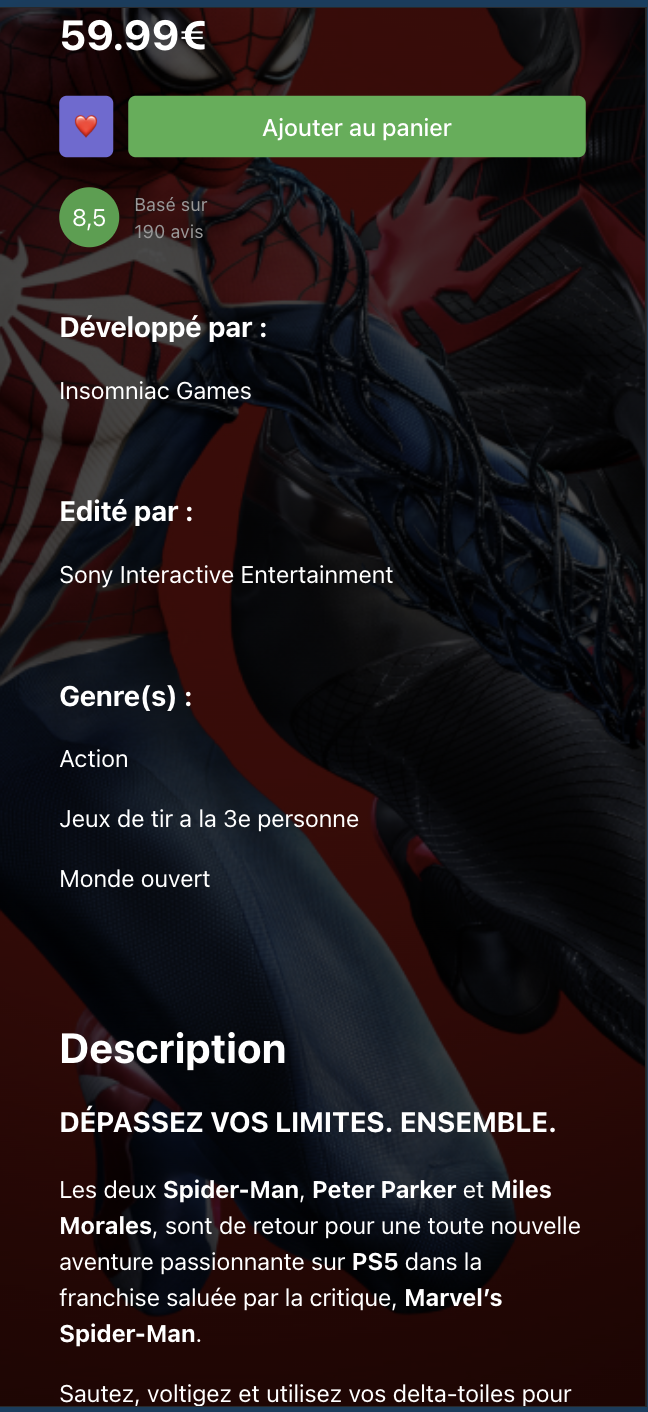 59.99€
Ajouter au panier
8,5
Basé sur
190 avis
Développé par :
Insomniac Games
Edité par :
Sony Interactive Entertainment
Genre(s) :
Action
Jeux de tir a la 3e personne
Monde ouvert
Description
DÉPASSEZ VOS LIMITES. ENSEMBLE.
Les deux Spider-Man, Peter Parker et Miles
Morales, sont de retour pour une toute nouvelle
aventure passionnante sur PS5 dans la
franchise saluée par la critique, Marvel’s
Spider-Man.
Sautez, voltigez et utilisez vos delta-toiles pour